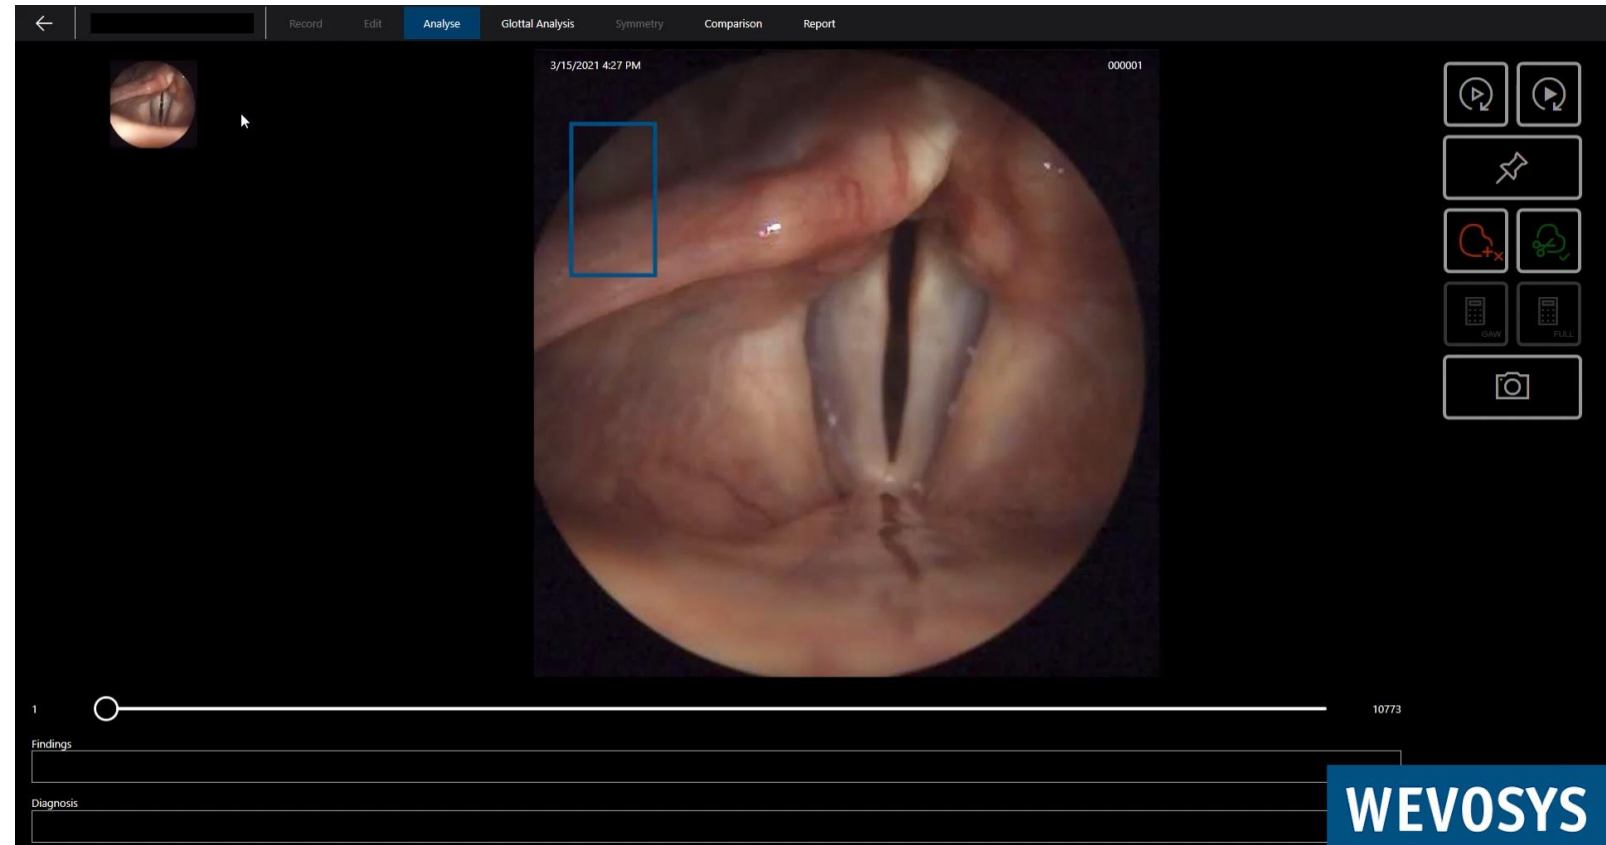 Record Edit Analyse Glottal Analysis Symmetry Comparison Report
3/15/2021 4:27 PM 000001
GAW FULL
1 10773
Findings
Diagnosis
WEVOSYS